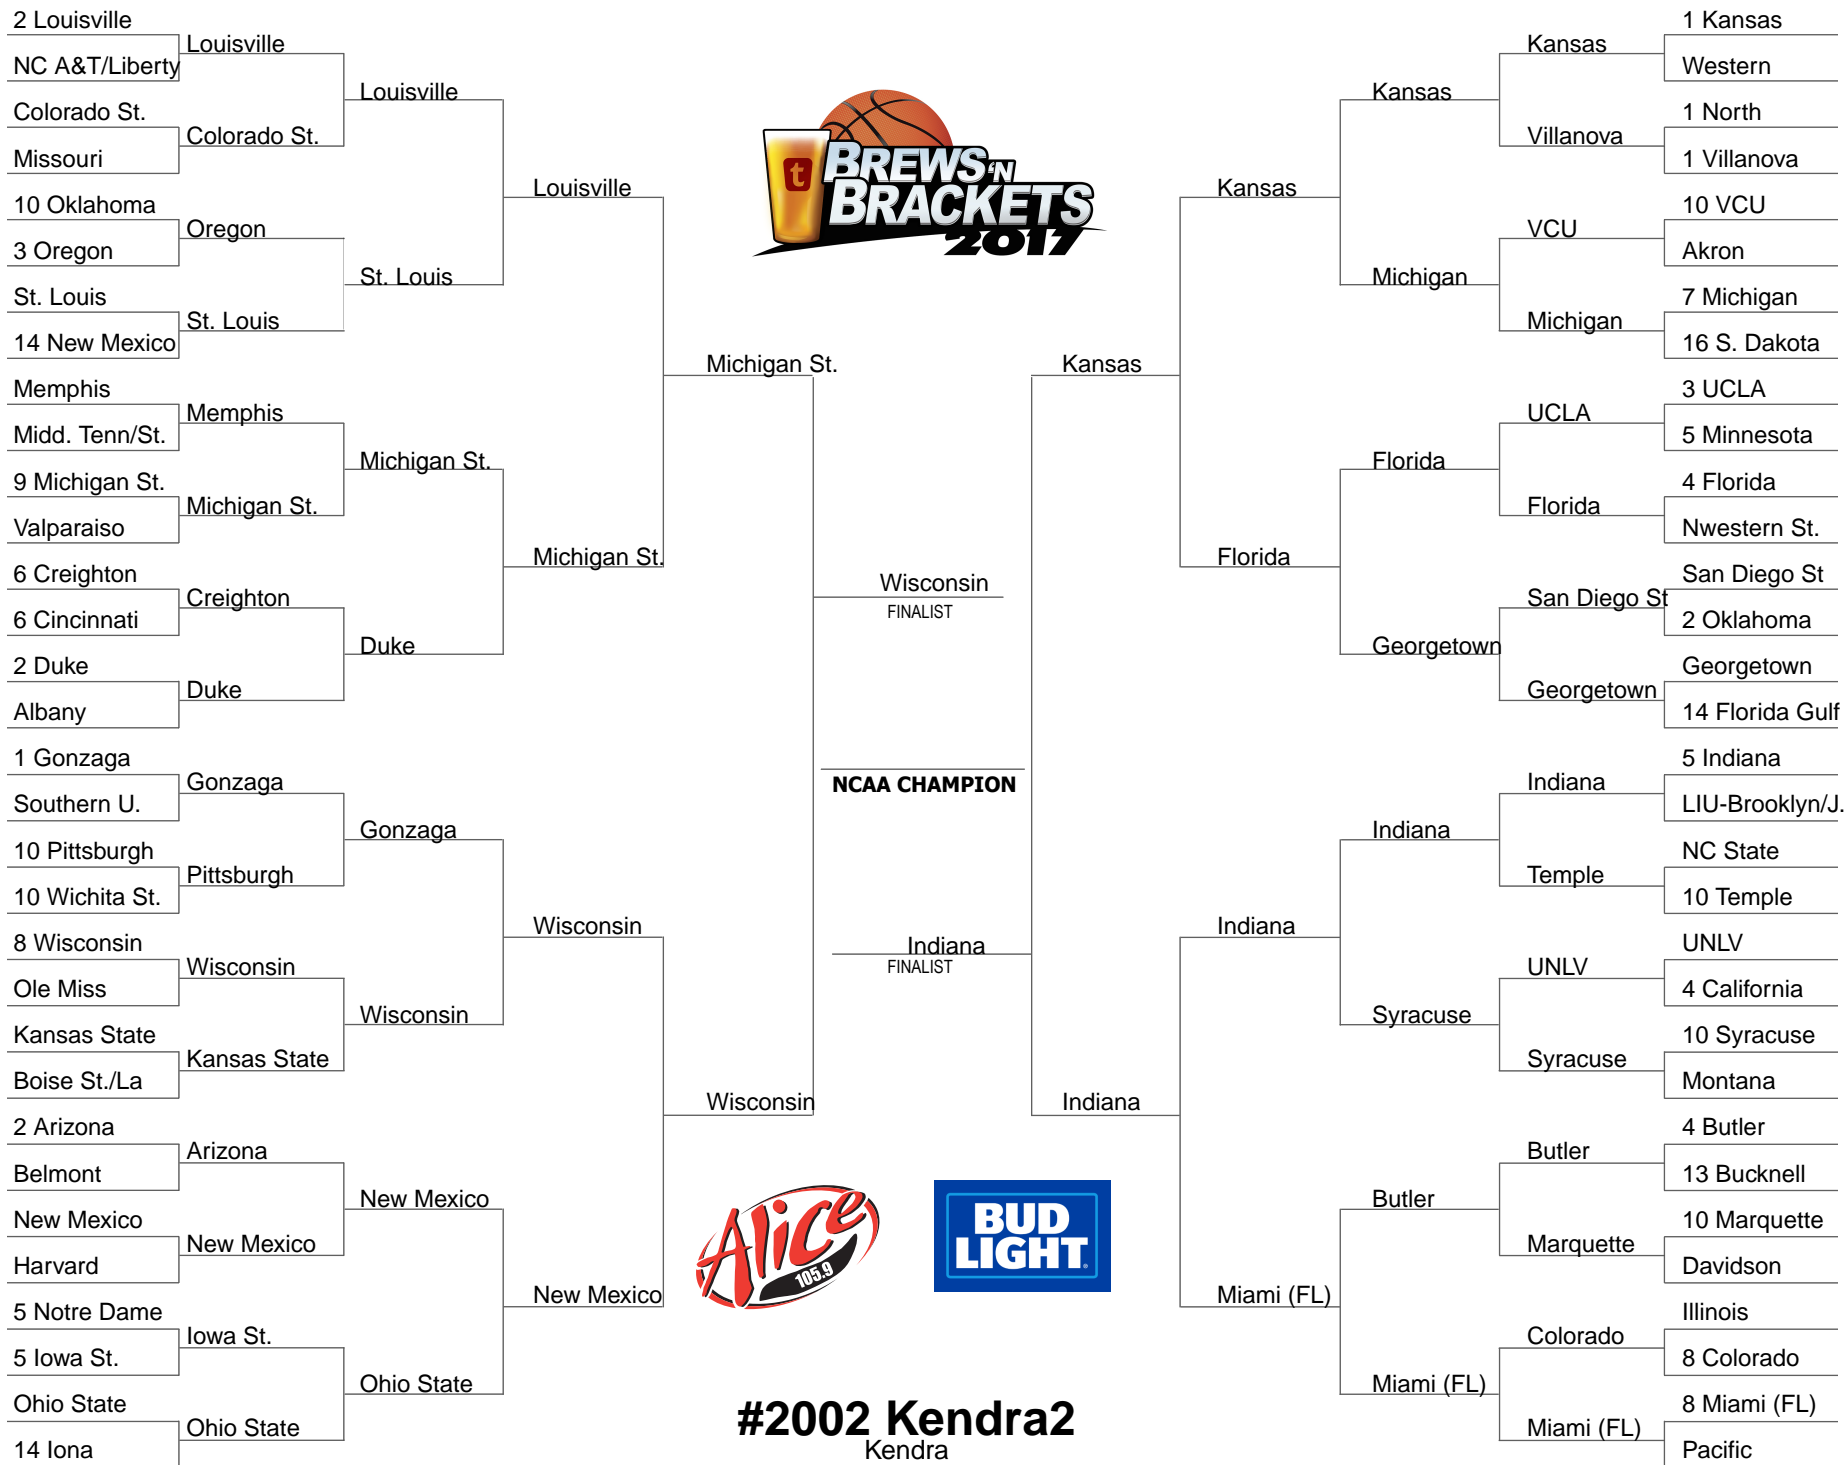 2 Louisville
NC A&T/Liberty
Colorado St.
Missouri
10 Oklahoma
3 Oregon
St. Louis
14 New Mexico
Memphis
Midd. Tenn/St.
9 Michigan St.
Valparaiso
6 Creighton
6 Cincinnati
2 Duke
Albany
1 Gonzaga
Southern U.
10 Pittsburgh
10 Wichita St.
8 Wisconsin
Ole Miss
Kansas State
Boise St./La
2 Arizona
Belmont
New Mexico
Harvard
5 Notre Dame
5 Iowa St.
Ohio State
14 Iona
Louisville
Colorado St.
Oregon
St. Louis
Memphis
Michigan St.
Creighton
Duke
Gonzaga
Pittsburgh
Wisconsin
Kansas State
Arizona
New Mexico
Iowa St.
Ohio State
Louisville
St. Louis
Michigan St.
Duke
Gonzaga
Wisconsin
New Mexico
Ohio State
Louisville
Michigan St.
Wisconsin
New Mexico
Michigan St.
Wisconsin
t
BREWS 'N
BRACKETS
2017
Wisconsin
FINALIST
NCAA CHAMPION
Indiana
FINALIST
Alice
105.9
BUD
LIGHT
#2002 Kendra2
Kendra
Kansas
Indiana
Kansas
Florida
Indiana
Miami (FL)
Kansas
Michigan
Florida
Georgetown
Indiana
Syracuse
Butler
Miami (FL)
Kansas
Villanova
VCU
Michigan
UCLA
Florida
San Diego St
Georgetown
Indiana
Temple
UNLV
Syracuse
Butler
Marquette
Colorado
Miami (FL)
1 Kansas
Western
1 North
1 Villanova
10 VCU
Akron
7 Michigan
16 S. Dakota
3 UCLA
5 Minnesota
4 Florida
Nwestern St.
San Diego St
2 Oklahoma
Georgetown
14 Florida Gulf
5 Indiana
LIU-Brooklyn/J.
NC State
10 Temple
UNLV
4 California
10 Syracuse
Montana
4 Butler
13 Bucknell
10 Marquette
Davidson
Illinois
8 Colorado
8 Miami (FL)
Pacific